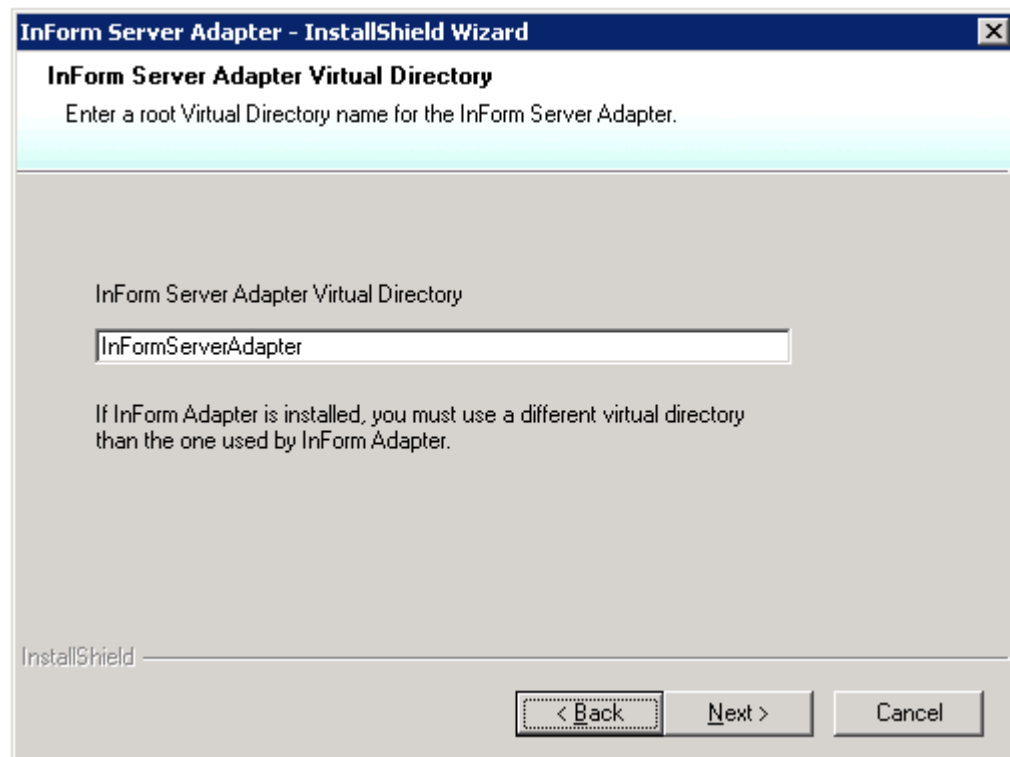 InForm Server Adapter - InstallShield Wizard
InForm Server Adapter Virtual Directory
Enter a root Virtual Directory name for the InForm Server Adapter.
InForm Server Adapter Virtual Directory
InFormServerAdapter
If InForm Adapter is installed, you must use a different virtual directory
than the one used by InForm Adapter.
InstallShield
< Back Next > Cancel